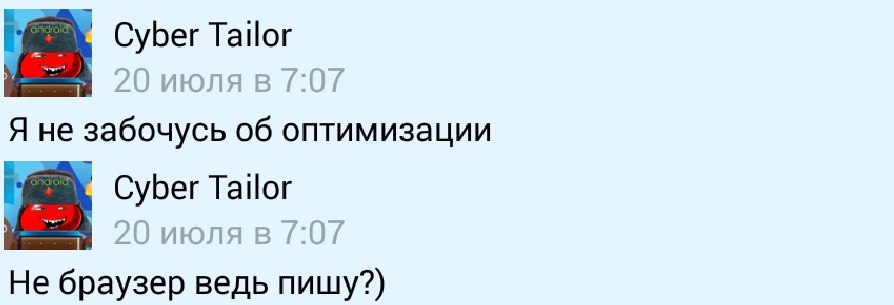 android
Cyber Tailor
20 июля в 7:07
Я не забочусь об оптимизации
android
Cyber Tailor
20 июля в 7:07
Не браузер ведь пишу?)